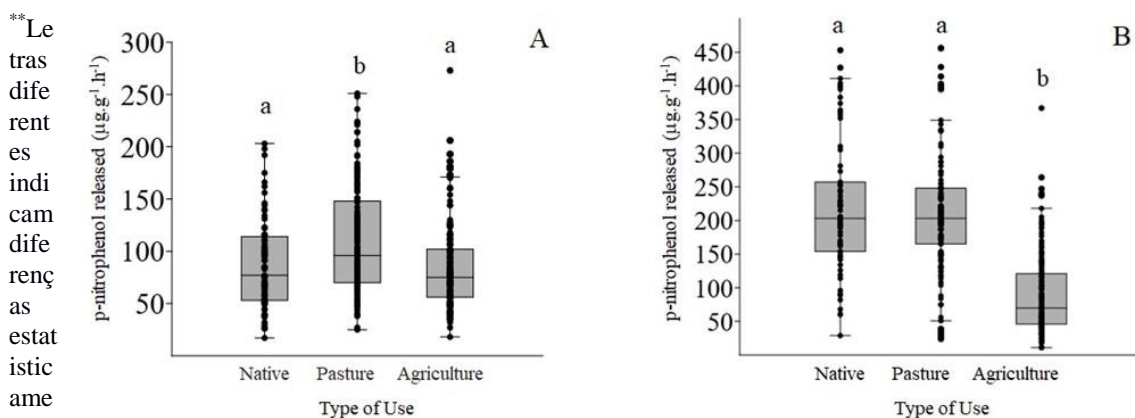 **Le
tras
dife
rent
es
indi
cam
dife
renç
as
estat
istic
ame
A
p-nitrophenol released (µg.g-1.h-1)
300
250
200
150
100
50
a
b
a
Native Pasture Agriculture
Type of Use
B
p-nitrophenol released (µg.g-1.h-1)
450
400
350
300
250
200
150
100
50
a
a
b
Native Pasture Agriculture
Type of Use